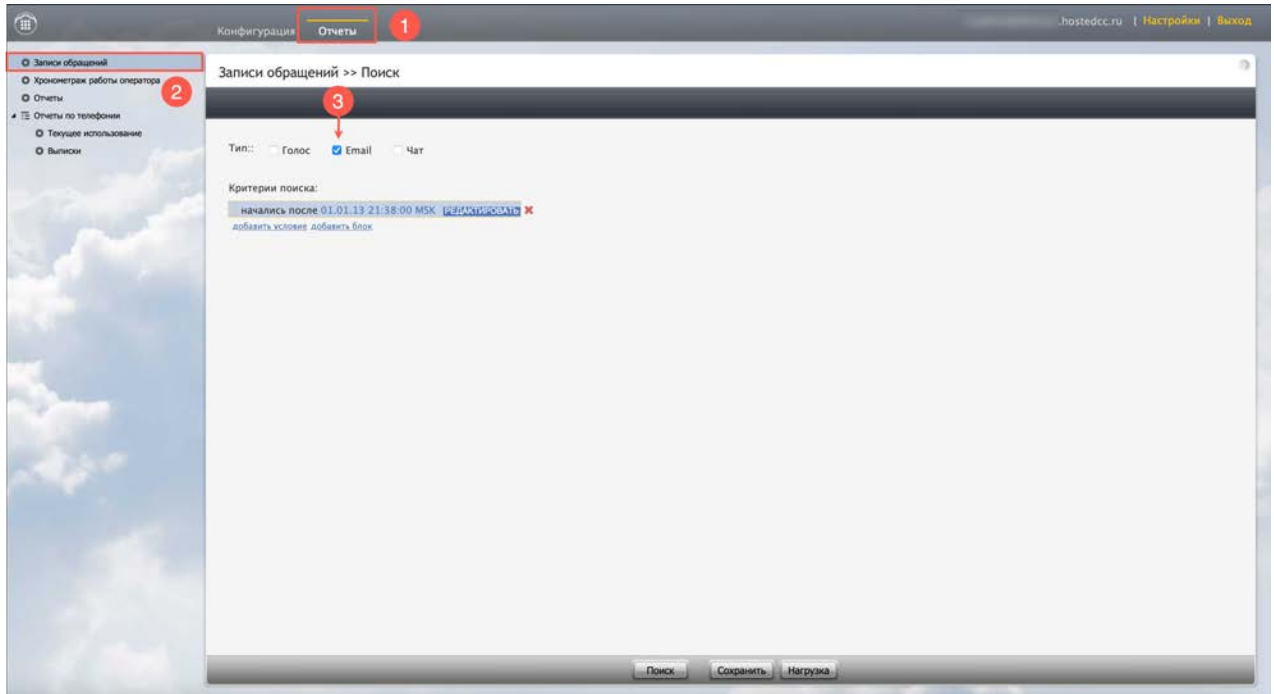 .hostedcc.ru | Настройки | Выход
Конфигурация Отчеты 1
Записи обращений
Хронометраж работы оператора
2
Отчеты
Отчеты по телефонии
Текущее использование
Выписки
Записи обращений >> Поиск
3
Тип:: Голос Email Чат
Критерии поиска:
начались после 01.01.13 21:38:00 MSK РЕДАКТИРОВАТЬ
добавить условие добавить блок
Поиск Сохранить Нагрузка